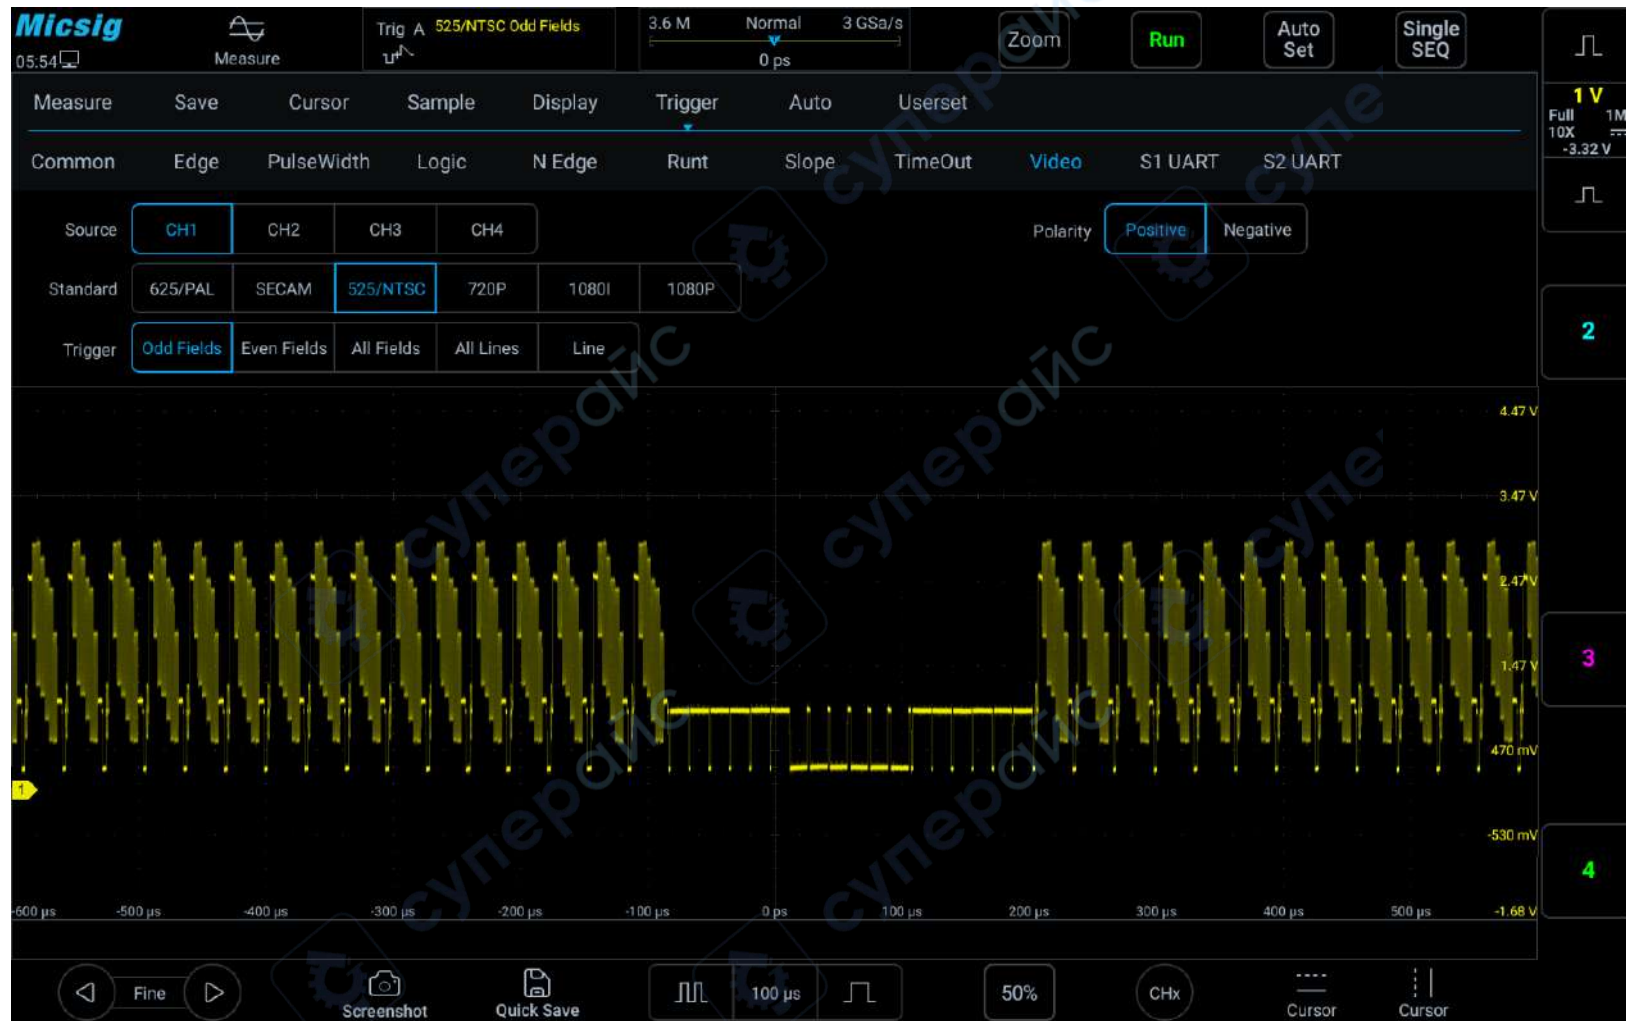 Micsig
05:54
Measure
Trig A 525/NTSC Odd Fields
3.6 M Normal 3 GSa/s
0 ps
Zoom
Run
Auto Set
Single SEQ
Measure Save Cursor Sample Display Trigger Auto Userset
Common Edge PulseWidth Logic N Edge Runt Slope TimeOut Video S1 UART S2 UART
Source CH1 CH2 CH3 CH4 Polarity Positive Negative
Standard 625/PAL SECAM 525/NTSC 720P 1080I 1080P
Trigger Odd Fields Even Fields All Fields All Lines Line
1 V
Full 1M
10X
-3.32 V
2
3
4
4.47 V
3.47 V
2.47 V
1.47 V
470 mV
1
-530 mV
-600 µs -500 µs -400 µs -300 µs -200 µs -100 µs 0 ps 100 µs 200 µs 300 µs 400 µs 500 µs -1.68 V
Fine
Screenshot
Quick Save
100 µs
50%
CHx
Cursor
Cursor
суперайс
суперайс
суперайс
суперайс
супе
супе